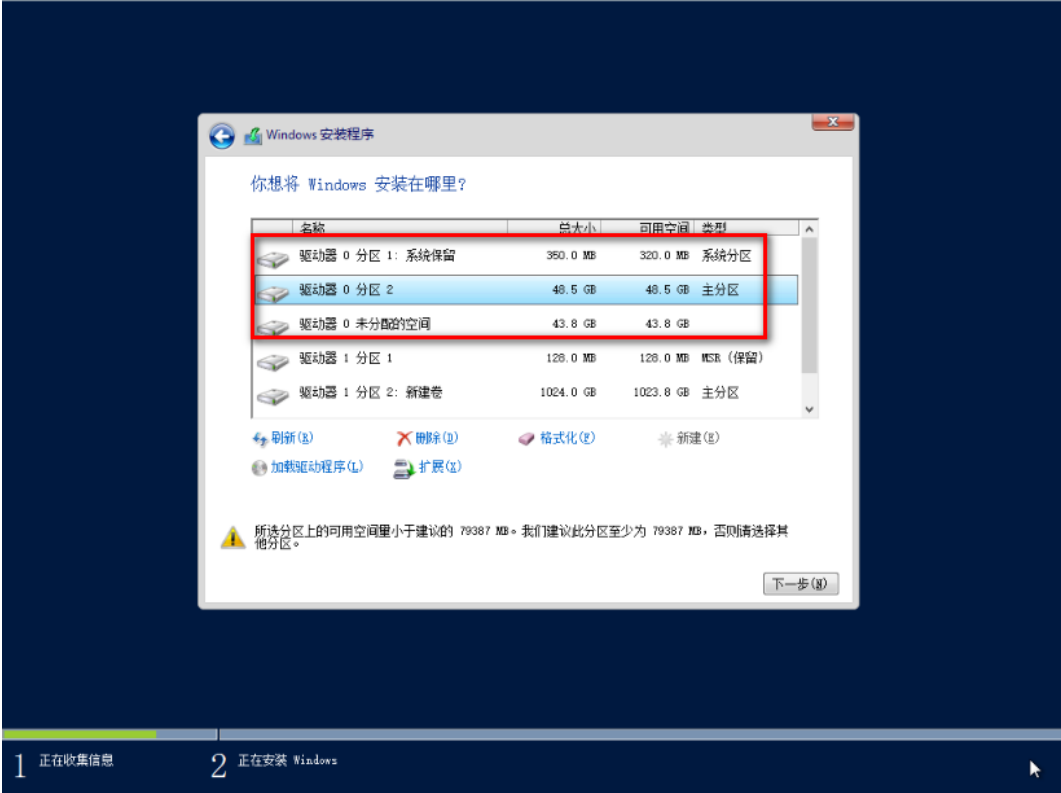 Windows 安装程序
你想将 Windows 安装在哪里?
名称 总大小 可用空间 类型
驱动器 0 分区 1: 系统保留 350.0 MB 320.0 MB 系统分区
驱动器 0 分区 2 48.5 GB 48.5 GB 主分区
驱动器 0 未分配的空间 43.8 GB 43.8 GB
驱动器 1 分区 1 128.0 MB 128.0 MB MSR (保留)
驱动器 1 分区 2: 新建卷 1024.0 GB 1023.8 GB 主分区
刷新(R) 删除(D) 格式化(F) 新建(E)
加载驱动程序(L) 扩展(X)
所选分区上的可用空间量小于建议的 79387 MB。我们建议此分区至少为 79387 MB，否则请选择其
他分区。
下一步(N)
1 正在收集信息 2 正在安装 Windows